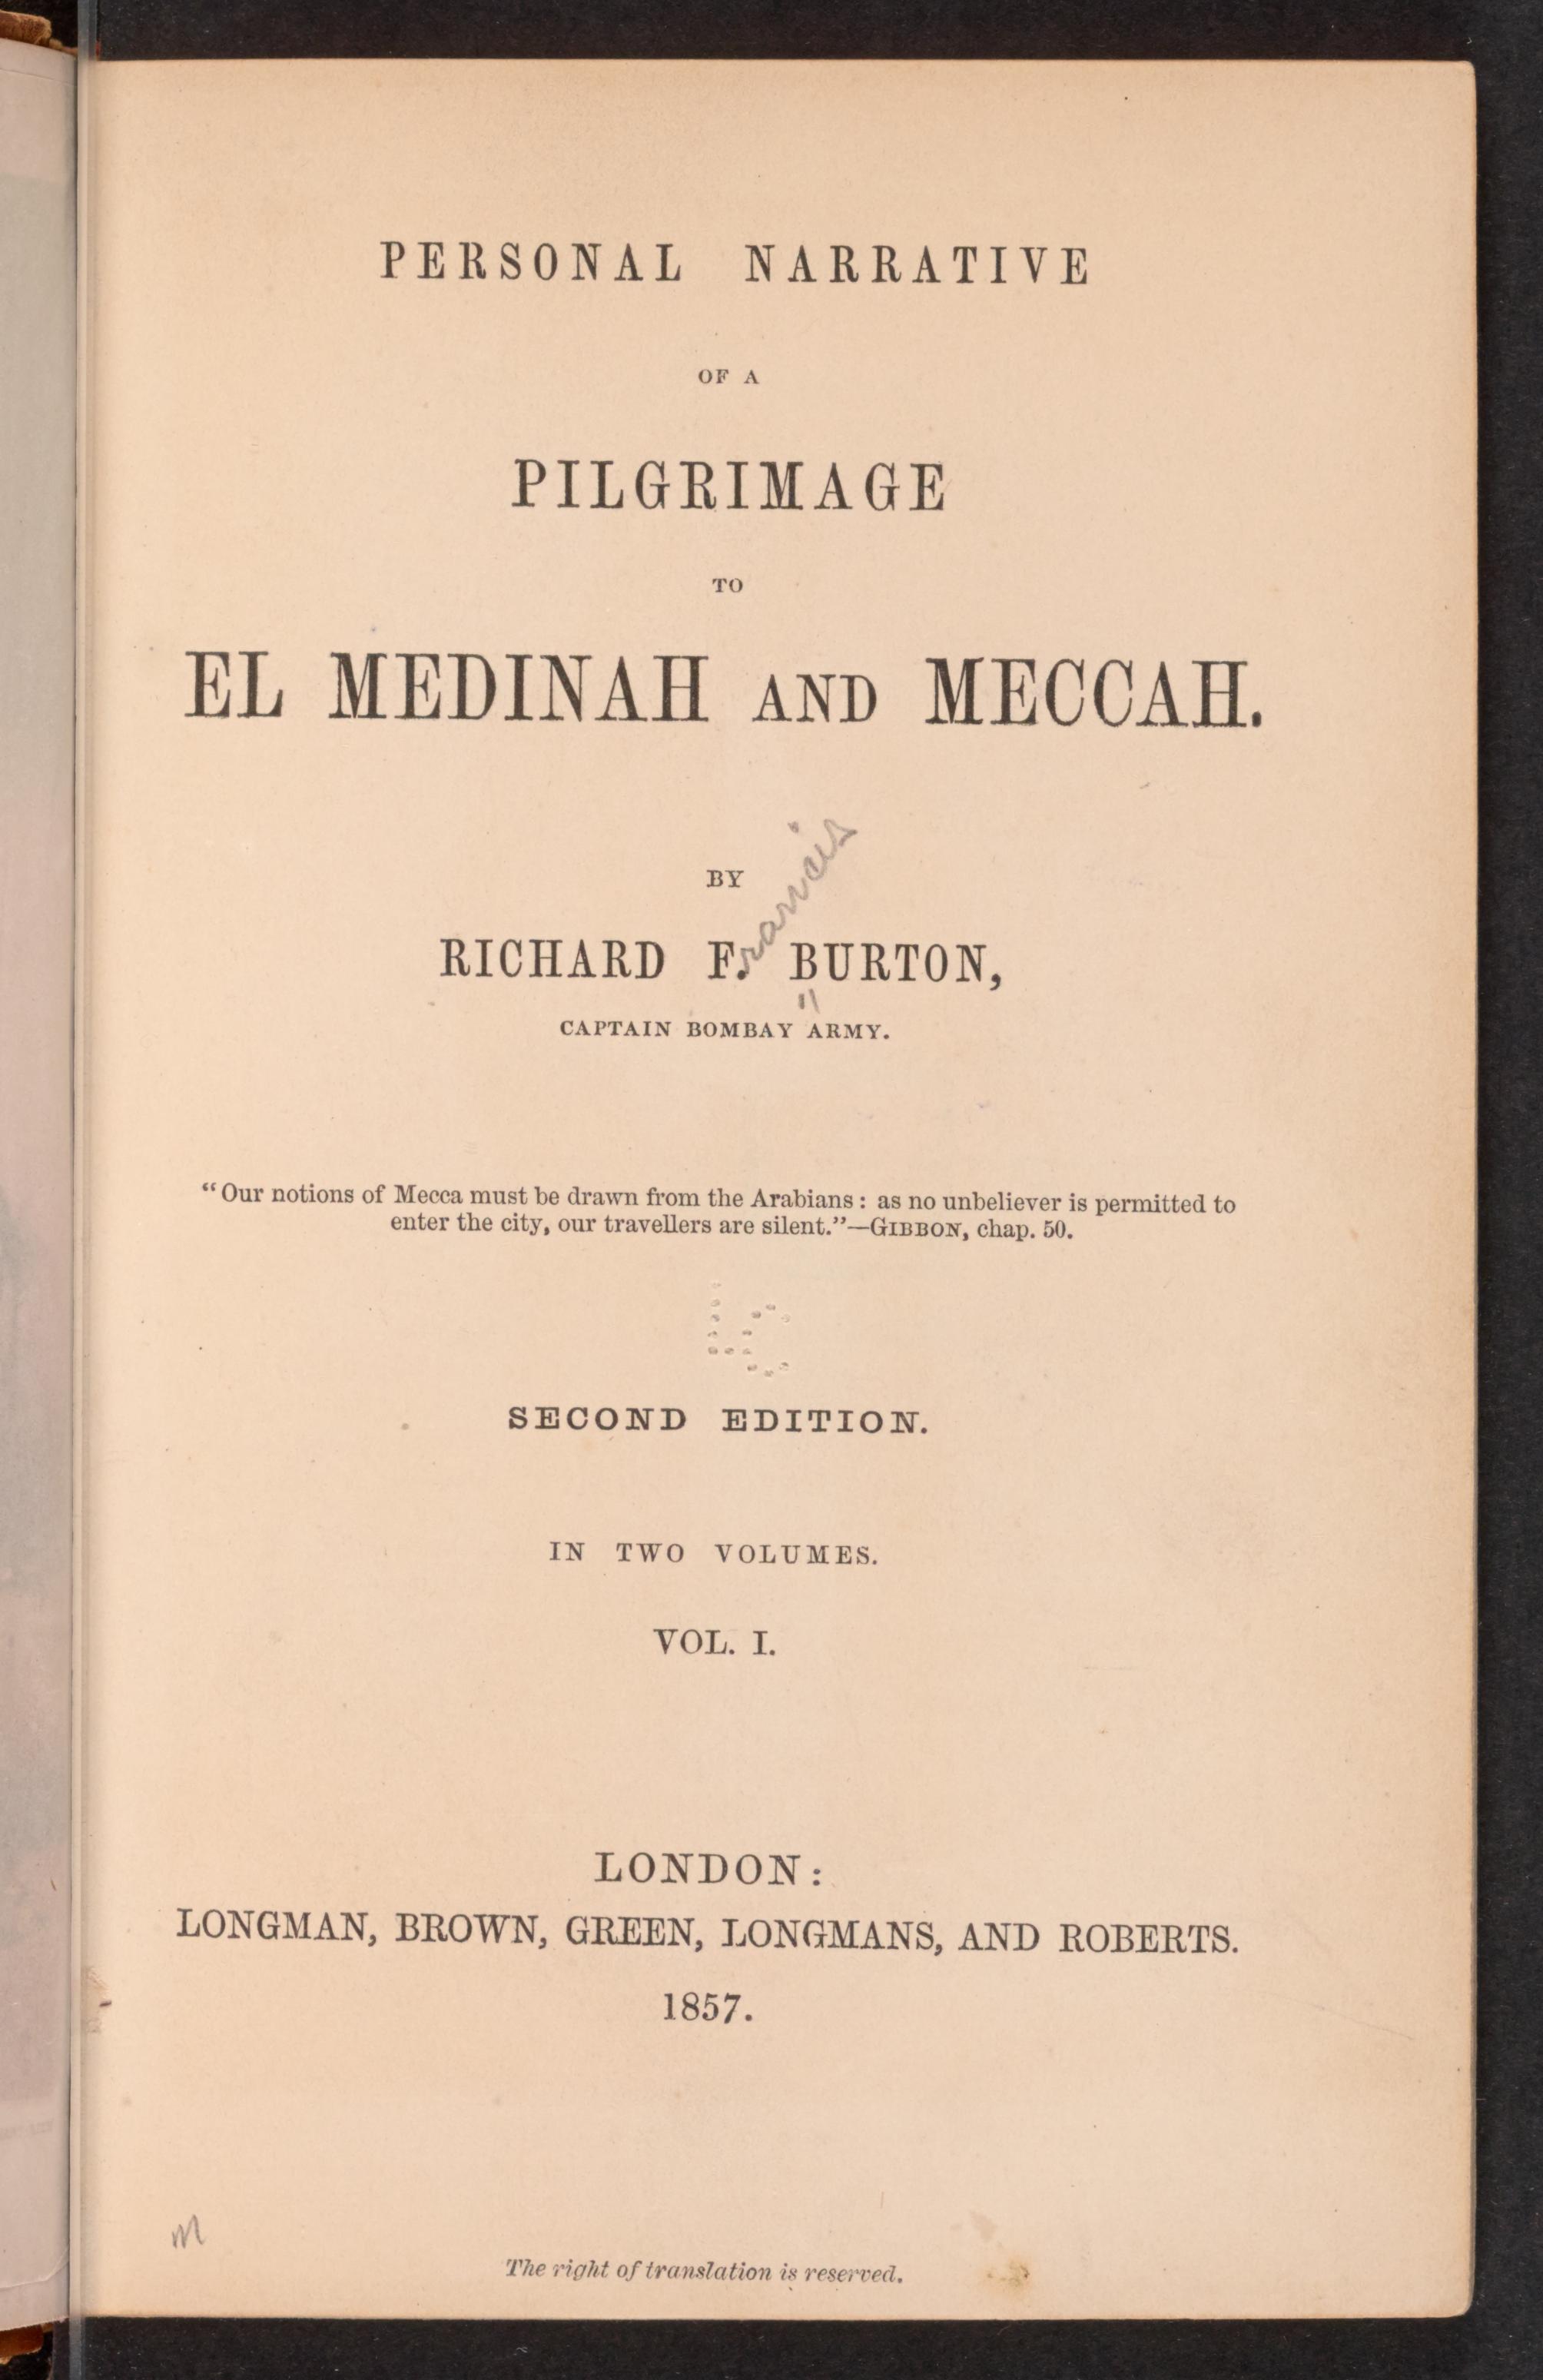 PERSONAL NARRATIVE
OF A
PILGRIMAGE
TO
EL MEDINAH AND MECCAH.
BY
RICHARD F. rancis BURTON,
"
CAPTAIN BOMBAY ARMY.
“Our notions of Mecca must be drawn from the Arabians : as no unbeliever is permitted to
enter the city, our travellers are silent.”—GIBBON, chap. 50.
LC
SECOND EDITION.
IN TWO VOLUMES.
VOL. I.
LONDON:
LONGMAN, BROWN, GREEN, LONGMANS, AND ROBERTS.
1857.
m
The right of translation is reserved.